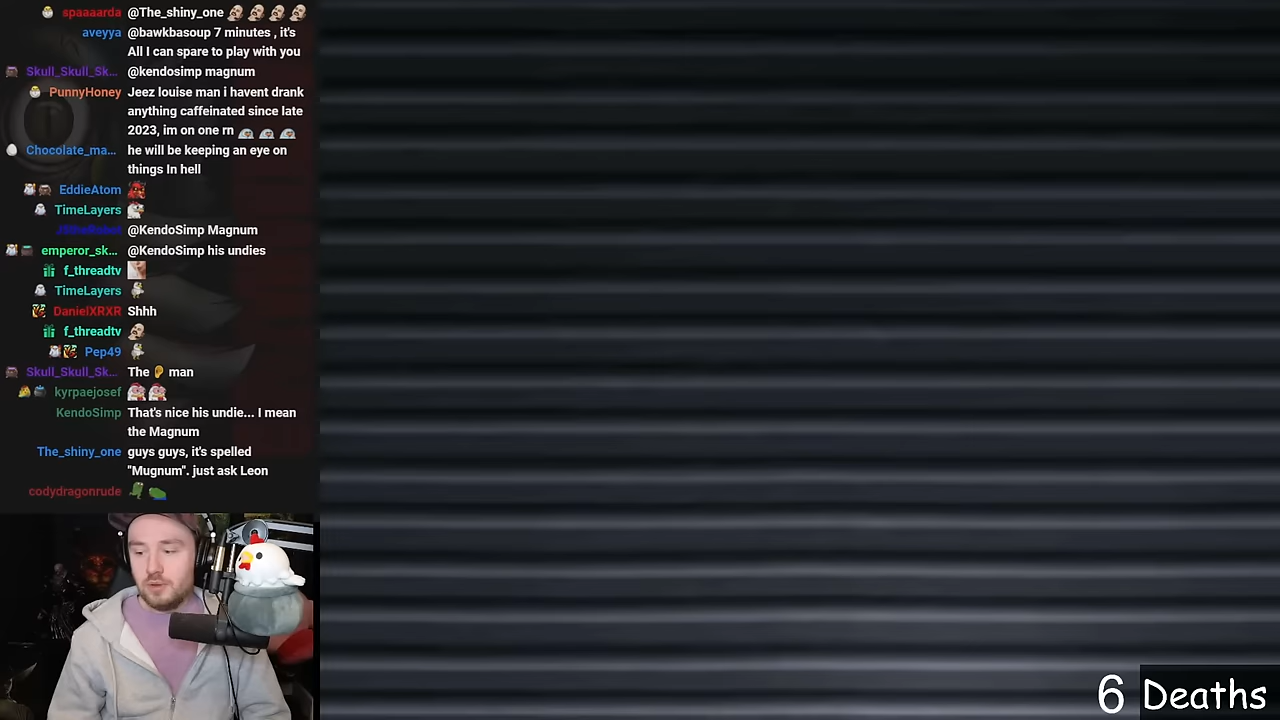 spaaaarda @The_shiny_one
aveyya @bawkbasoup 7 minutes , it's
All I can spare to play with you
Skull_Skull_Sk... @kendosimp magnum
PunnyHoney Jeez louise man i havent drank
anything caffeinated since late
2023, im on one rn
Chocolate_ma... he will be keeping an eye on
things In hell
EddieAtom
TimeLayers
@KendoSimp Magnum
emperor_sk... @KendoSimp his undies
f_threadtv
TimeLayers
DanielXRXR Shhh
f_threadtv
Pep49
Skull_Skull_Sk... The 👂 man
kyrpaejosef
KendoSimp That's nice his undie... I mean
the Magnum
The_shiny_one guys guys, it's spelled
"Mugnum". just ask Leon
codydragonrude
6 Deaths